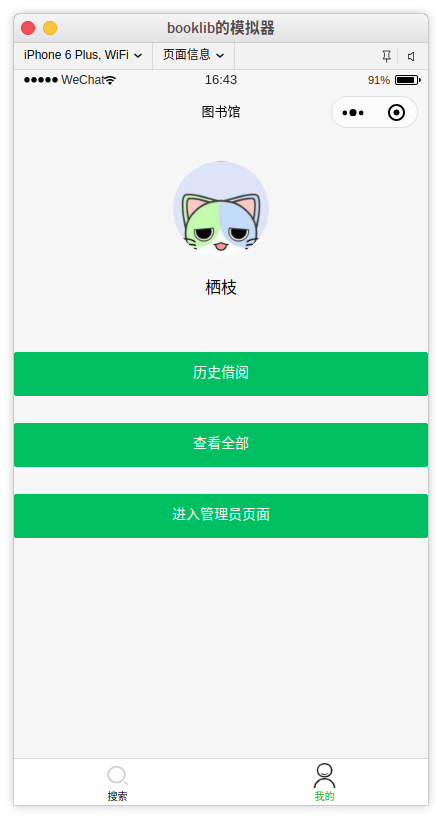 booklib的模拟器
iPhone 6 Plus, WiFi 页面信息
WeChat 16:43 91%
图书馆
栖枝
历史借阅
查看全部
进入管理员页面
搜索 我的